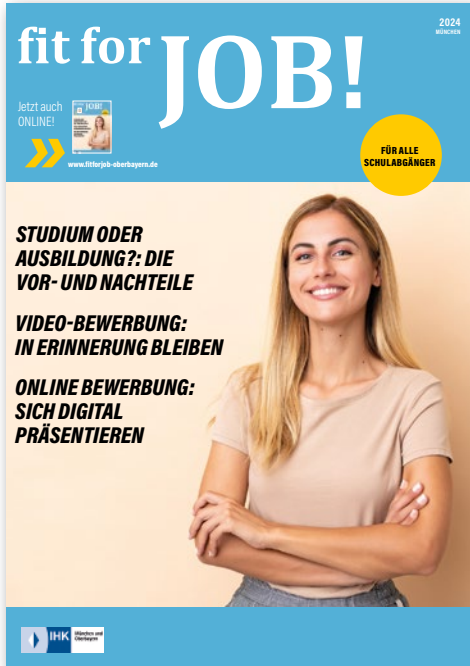 fit for JOB!
2024
MÜNCHEN
Jetzt auch
ONLINE!
JOB!
www.fitforjob-oberbayern.de
FÜR ALLE
SCHULABGÄNGER
STUDIUM ODER
AUSBILDUNG?: DIE
VOR- UND NACHTEILE
VIDEO-BEWERBUNG:
IN ERINNERUNG BLEIBEN
ONLINE BEWERBUNG:
SICH DIGITAL
PRÄSENTIEREN
IHK
München und
Oberbayern